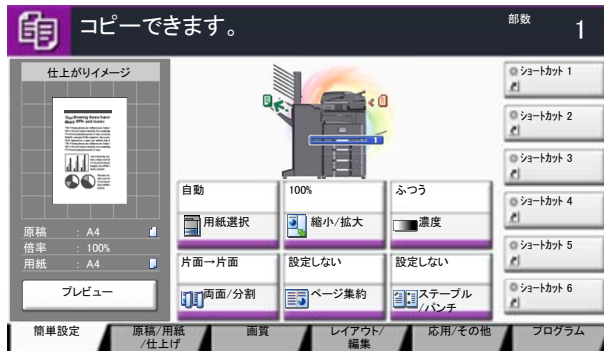 コピーできます。
部数
1
仕上がりイメージ
原稿 : A4
倍率 : 100%
用紙 : A4
プレビュー
1
自動
用紙選択
100%
縮小/拡大
ふつう
濃度
片面→片面
両面/分割
設定しない
ページ集約
設定しない
ステープル
/パンチ
ショートカット 1
ショートカット 2
ショートカット 3
ショートカット 4
ショートカット 5
ショートカット 6
簡単設定
原稿/用紙
/仕上げ
画質
レイアウト/
編集
応用/その他
プログラム